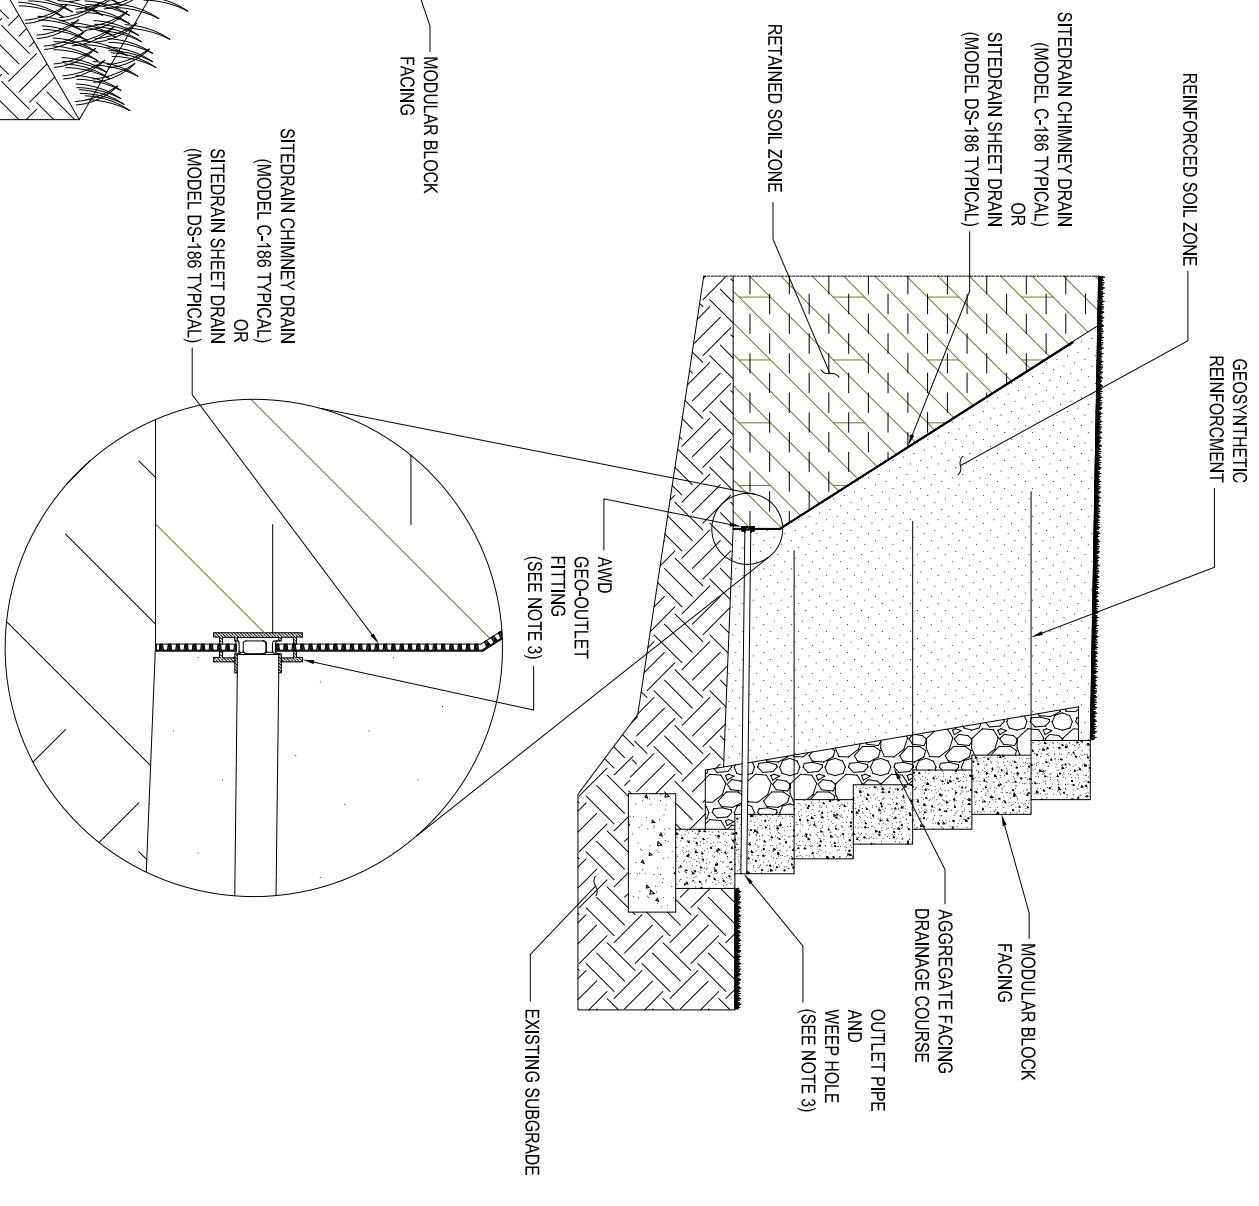 GEOSYNTHETIC
REINFORCMENT
REINFORCED SOIL ZONE
SITEDRAIN CHIMNEY DRAIN
(MODEL C-186 TYPICAL)
OR
SITEDRAIN SHEET DRAIN
(MODEL DS-186 TYPICAL)
RETAINED SOIL ZONE
MODULAR BLOCK
FACING
AGGREGATE FACING
DRAINAGE COURSE
OUTLET PIPE
AND
WEEP HOLE
(SEE NOTE 3)
AWD
GEO-OUTLET
FITTING
(SEE NOTE 3)
EXISTING SUBGRADE
MODULAR BLOCK
FACING
SITEDRAIN CHIMNEY DRAIN
(MODEL C-186 TYPICAL)
OR
SITEDRAIN SHEET DRAIN
(MODEL DS-186 TYPICAL)